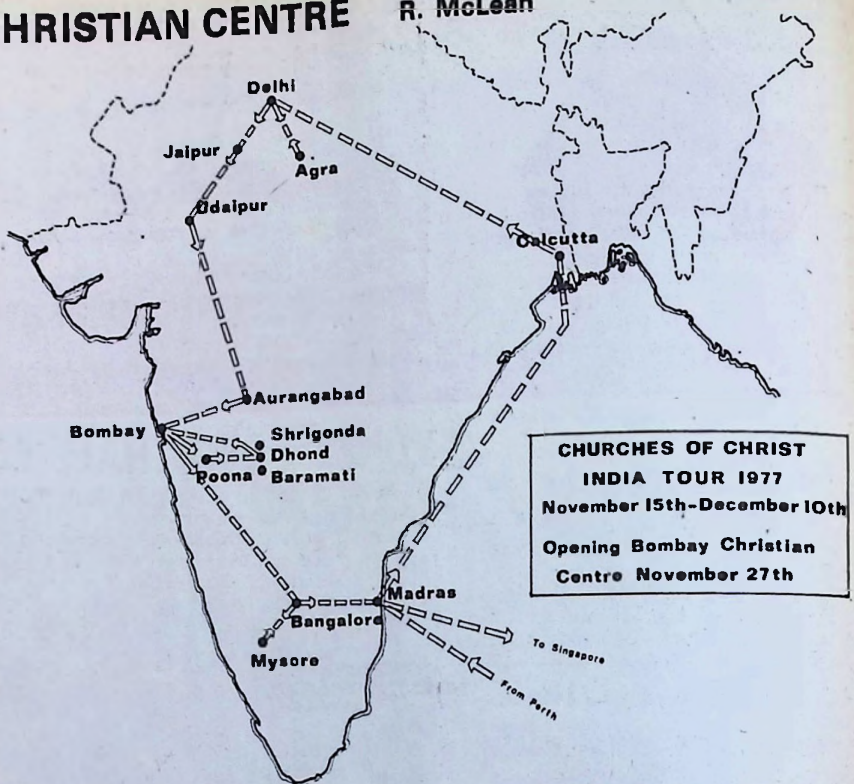 HRISTIAN CENTRE
R. McLean
Delhi
Jaipur
Agra
Udaipur
Calcutta
Aurangabad
Bombay
Shrigonda
Dhond
Poona
Baramati
CHURCHES OF CHRIST
INDIA TOUR 1977
November 15th-December 10th
Opening Bombay Christian
Centre November 27th
Madras
Bangalore
Mysore
To Singapore
From Perth